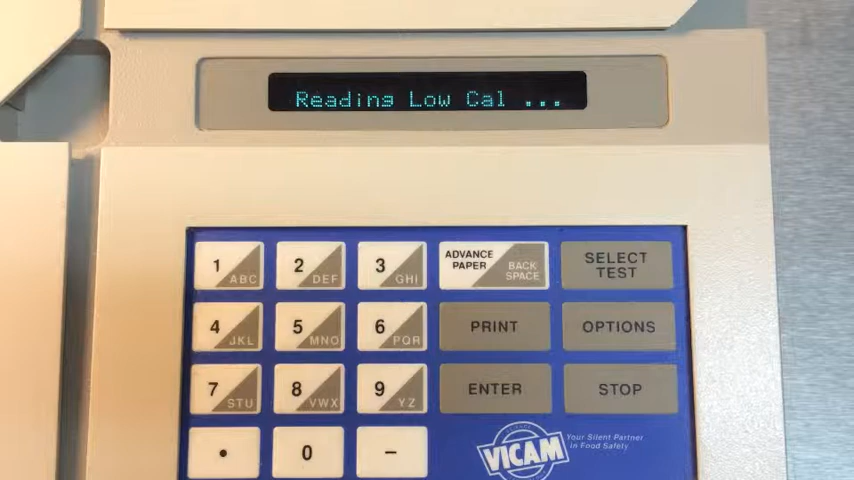 Reading Low Cal ...
1 ABC 2 DEF 3 GHI ADVANCE PAPER BACK SPACE SELECT TEST
4 JKL 5 MNO 6 PQR PRINT OPTIONS
7 STU 8 VWX 9 YZ ENTER STOP
• 0 –
VICAM Your Silent Partner
in Food Safety